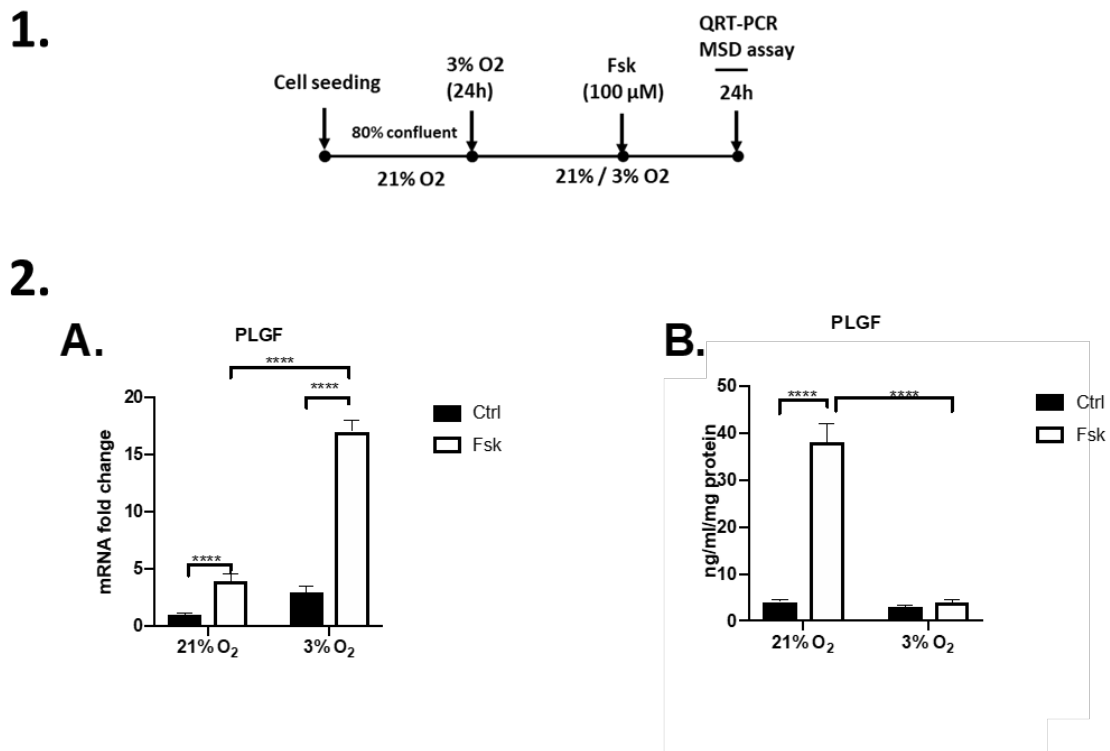 1.
Cell seeding
80% confluent
3% O2
(24h)
Fsk
(100 µM)
QRT-PCR
MSD assay
24h
21% O2
21% / 3% O2
2.
A.
PLGF
****
****
****
mRNA fold change
20
15
10
5
0
21% O₂
3% O₂
Ctrl
Fsk
B.
PLGF
****
****
ng/ml/mg protein
50
40
30
20
10
0
21% O₂
3% O₂
Ctrl
Fsk